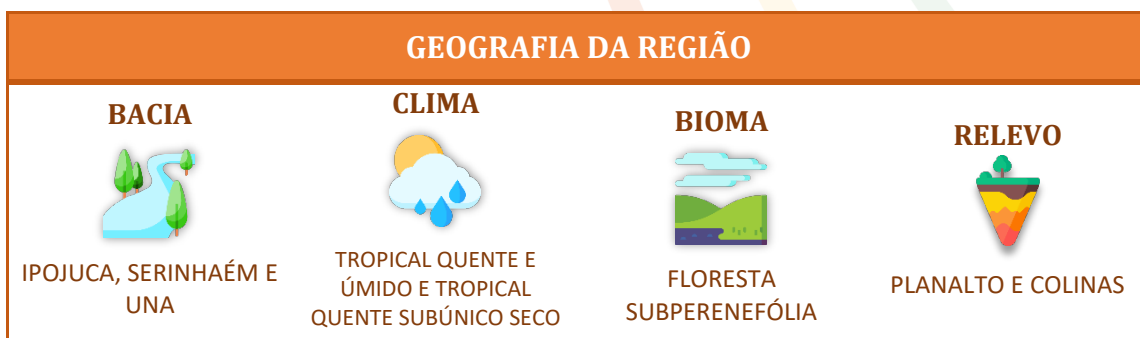 GEOGRAFIA DA REGIÃO
BACIA
IPOJUCA, SERINHAÉM E
UNA
CLIMA
TROPICAL QUENTE E
ÚMIDO E TROPICAL
QUENTE SUBÚNICO SECO
BIOMA
FLORESTA
SUBPERENEFÓLIA
RELEVO
PLANALTO E COLINAS